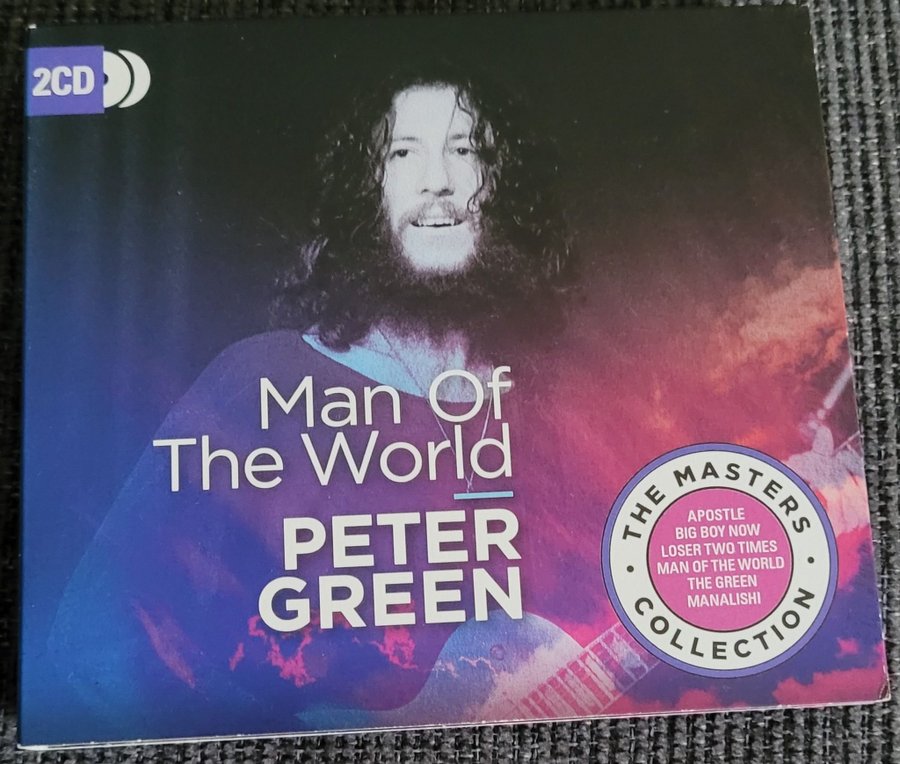 2CD
Man Of
The World
PETER
GREEN
THE MASTERS
APOSTLE
BIG BOY NOW
LOSER TWO TIMES
MAN OF THE WORLD
THE GREEN
MANALISHI
COLLECTION